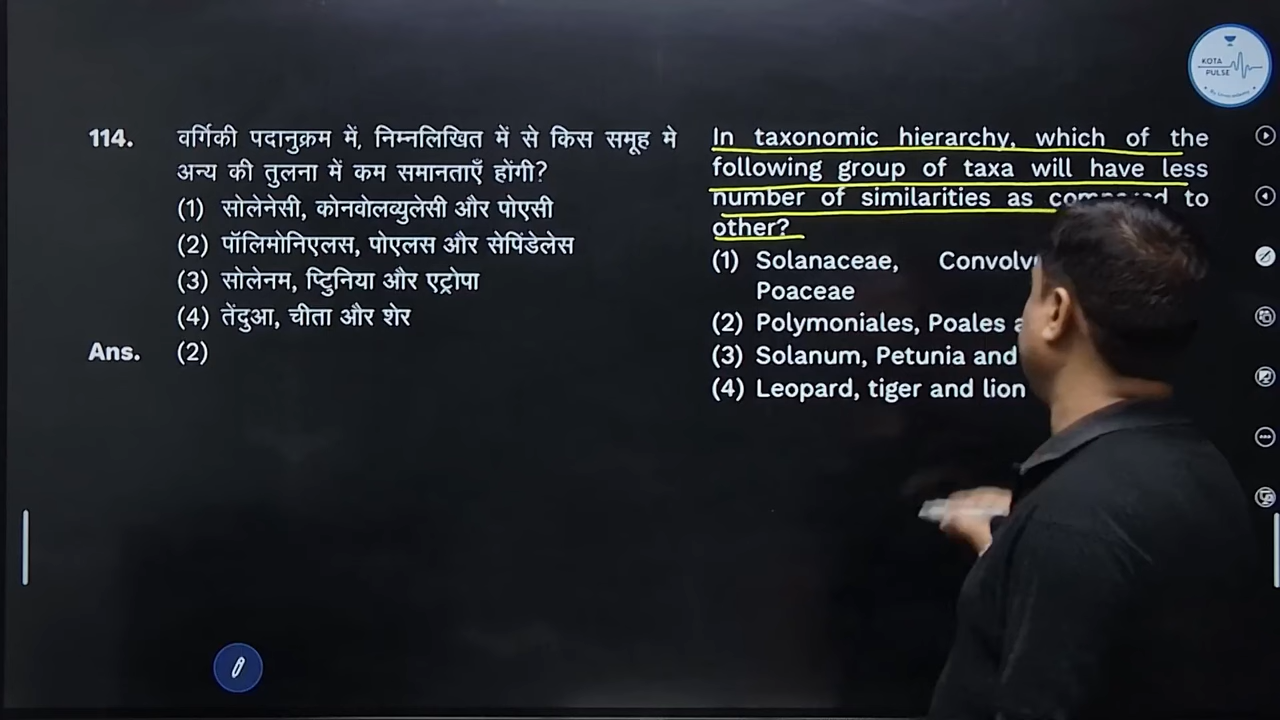 KOTA
PULSE
114.
वर्गिकी पदानुक्रम में, निम्नलिखित में से किस समूह मे
अन्य की तुलना में कम समानताएँ होंगी?
(1) सोलेनेसी, कोनवोलव्युलेसी और पोएसी
(2) पॉलिमोनिएलस, पोएलस और सेपिंडेलेस
(3) सोलेनम, प्टिुनिया और एट्रोपा
(4) तेंदुआ, चीता और शेर
Ans. (2)
In taxonomic hierarchy, which of the
following group of taxa will have less
number of similarities as compared to
other?
(1) Solanaceae,
Poaceae
(2) Polymoniales, Poales
(3) Solanum, Petunia and
(4) Leopard, tiger and lion